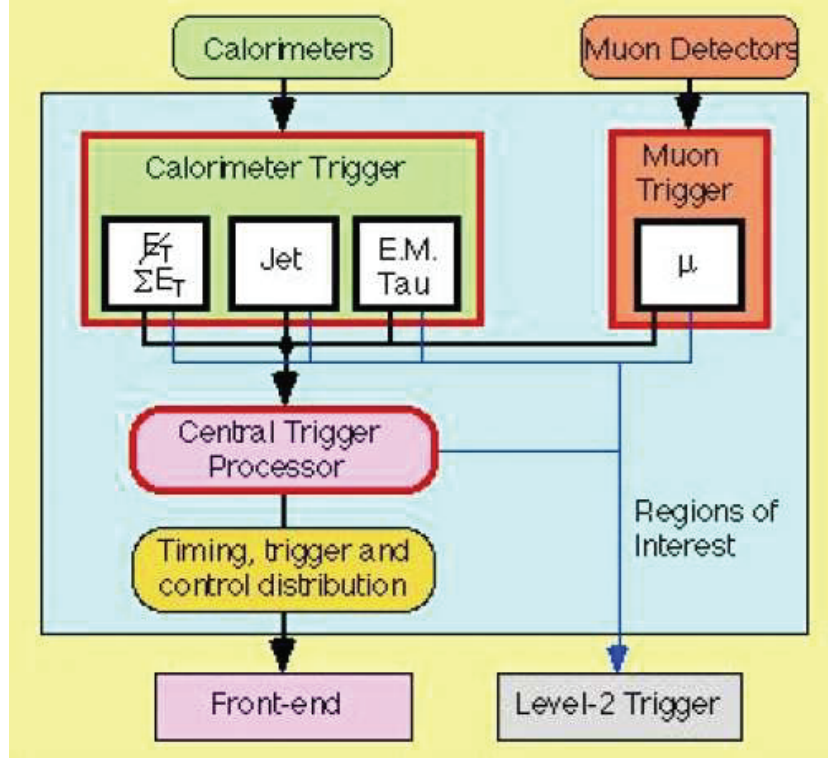 Calorimeters
Muon Detectors
Calorimeter Trigger
Muon
Trigger
E̸T
ΣET
Jet
E.M.
Tau
μ
Central Trigger
Processor
Timing, trigger and
control distribution
Regions of
Interest
Front-end
Level-2 Trigger